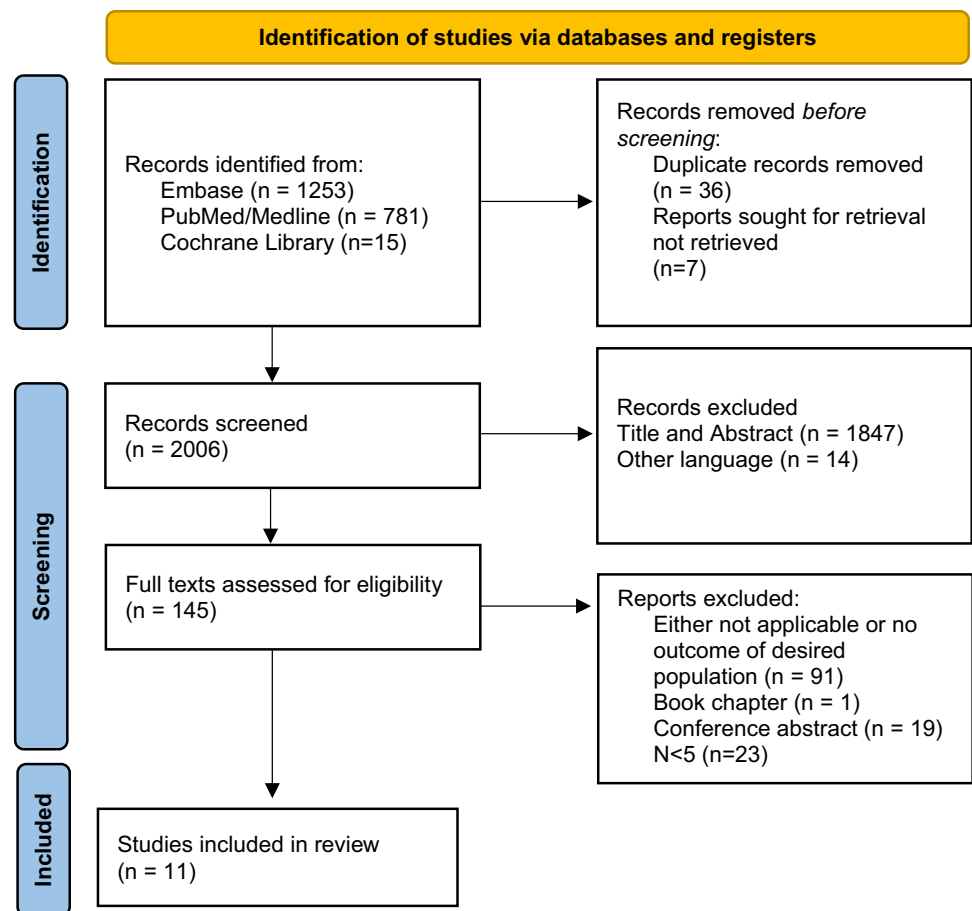 Identification of studies via databases and registers
Identification
Records identified from:
Embase (n = 1253)
PubMed/Medline (n = 781)
Cochrane Library (n=15)
Records removed before
screening:
Duplicate records removed
(n = 36)
Reports sought for retrieval
not retrieved
(n=7)
Screening
Records screened
(n = 2006)
Records excluded
Title and Abstract (n = 1847)
Other language (n = 14)
Full texts assessed for eligibility
(n = 145)
Reports excluded:
Either not applicable or no
outcome of desired
population (n = 91)
Book chapter (n = 1)
Conference abstract (n = 19)
N<5 (n=23)
Included
Studies included in review
(n = 11)